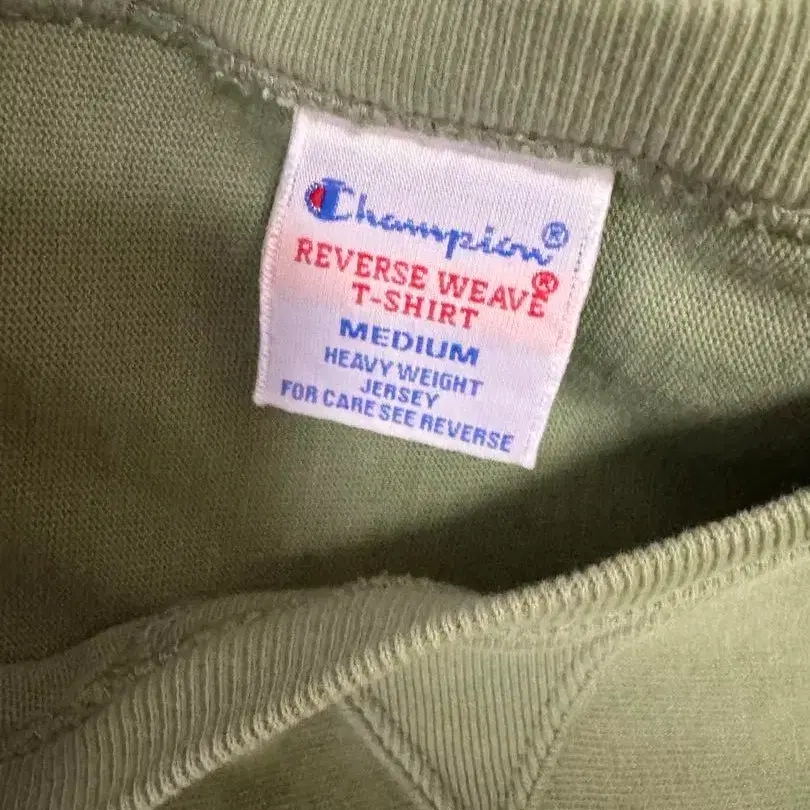 Champion®
REVERSE WEAVE®
T-SHIRT
MEDIUM
HEAVY WEIGHT
JERSEY
FOR CARE SEE REVERSE